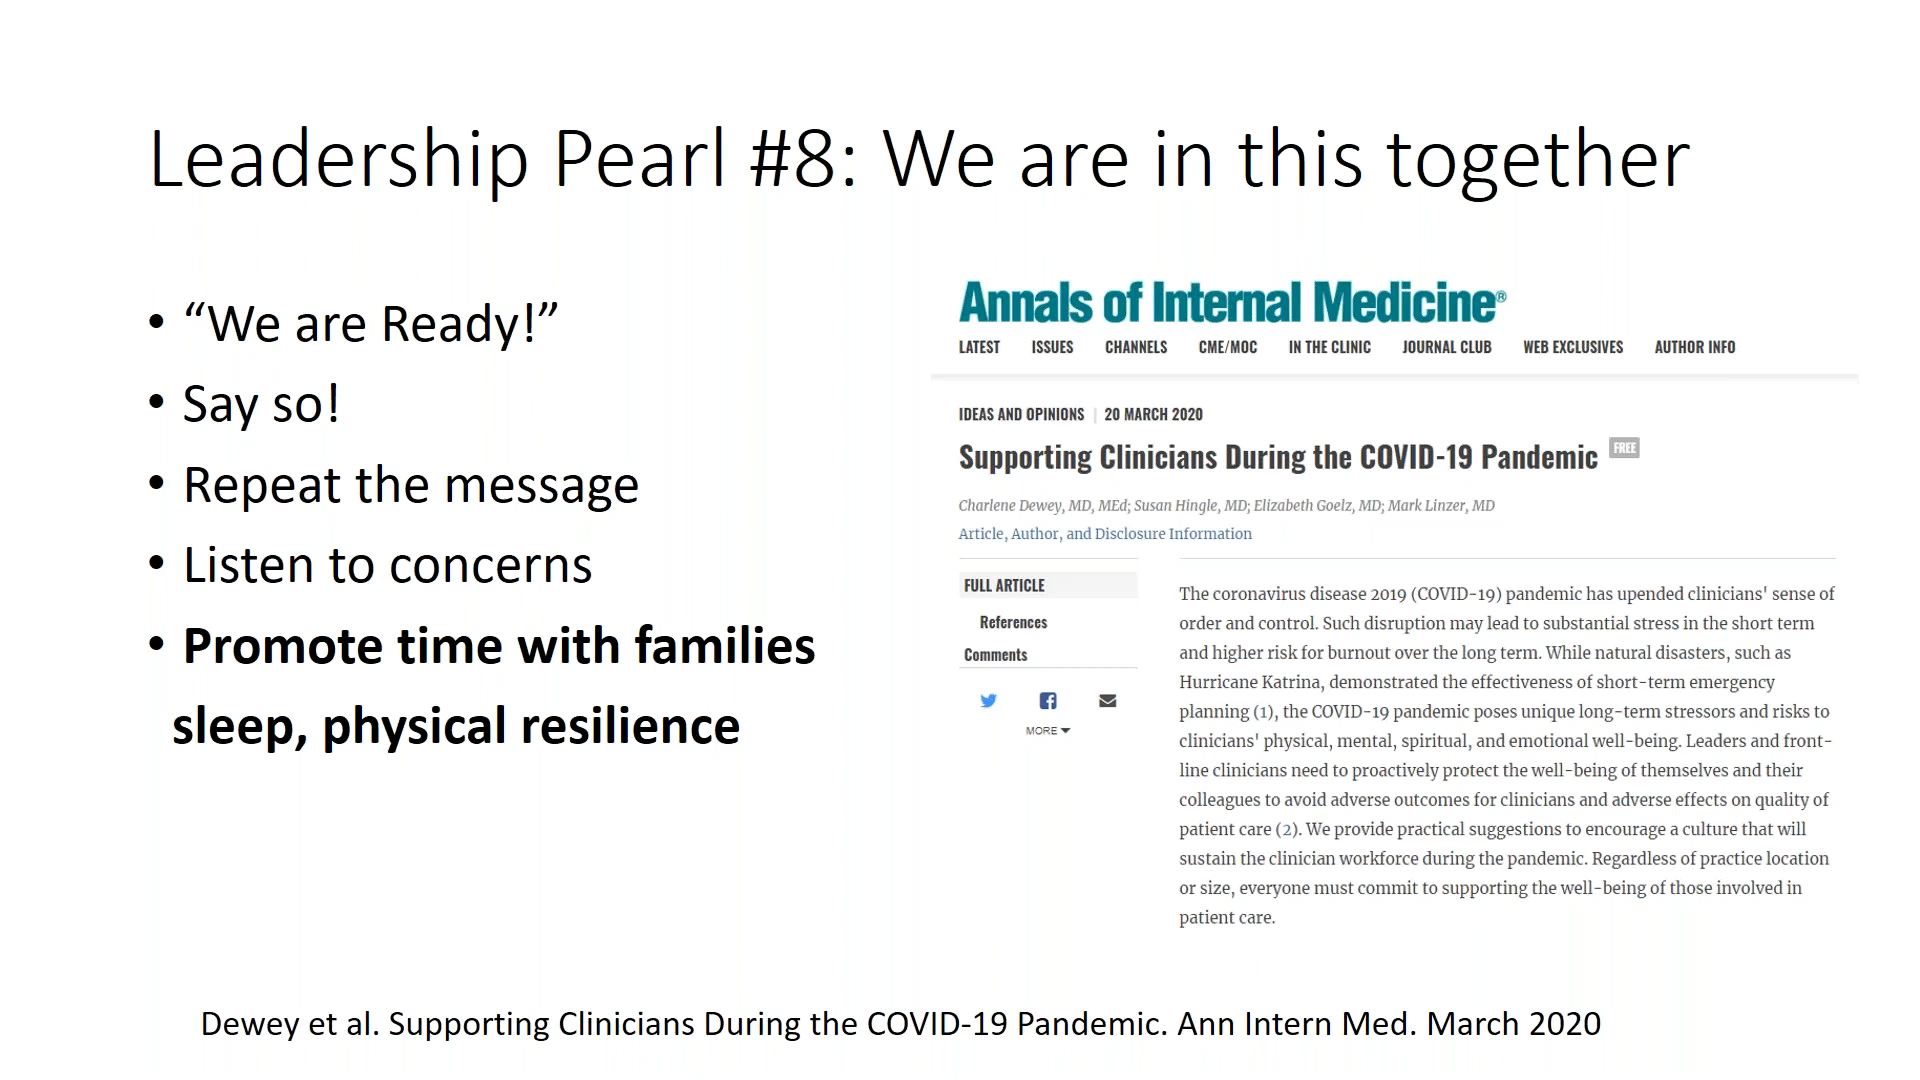 Leadership Pearl #8: We are in this together
• “We are Ready!”
• Say so!
• Repeat the message
• Listen to concerns
• Promote time with families
sleep, physical resilience
Annals of Internal Medicine®
LATEST ISSUES CHANNELS CME/MOC IN THE CLINIC JOURNAL CLUB WEB EXCLUSIVES AUTHOR INFO
IDEAS AND OPINIONS | 20 MARCH 2020
Supporting Clinicians During the COVID-19 Pandemic FREE
Charlene Dewey, MD, MEd; Susan Hingle, MD; Elizabeth Goelz, MD; Mark Linzer, MD
Article, Author, and Disclosure Information
FULL ARTICLE
References
Comments
MORE
The coronavirus disease 2019 (COVID-19) pandemic has upended clinicians' sense of
order and control. Such disruption may lead to substantial stress in the short term
and higher risk for burnout over the long term. While natural disasters, such as
Hurricane Katrina, demonstrated the effectiveness of short-term emergency
planning (1), the COVID-19 pandemic poses unique long-term stressors and risks to
clinicians' physical, mental, spiritual, and emotional well-being. Leaders and front-
line clinicians need to proactively protect the well-being of themselves and their
colleagues to avoid adverse outcomes for clinicians and adverse effects on quality of
patient care (2). We provide practical suggestions to encourage a culture that will
sustain the clinician workforce during the pandemic. Regardless of practice location
or size, everyone must commit to supporting the well-being of those involved in
patient care.
Dewey et al. Supporting Clinicians During the COVID-19 Pandemic. Ann Intern Med. March 2020